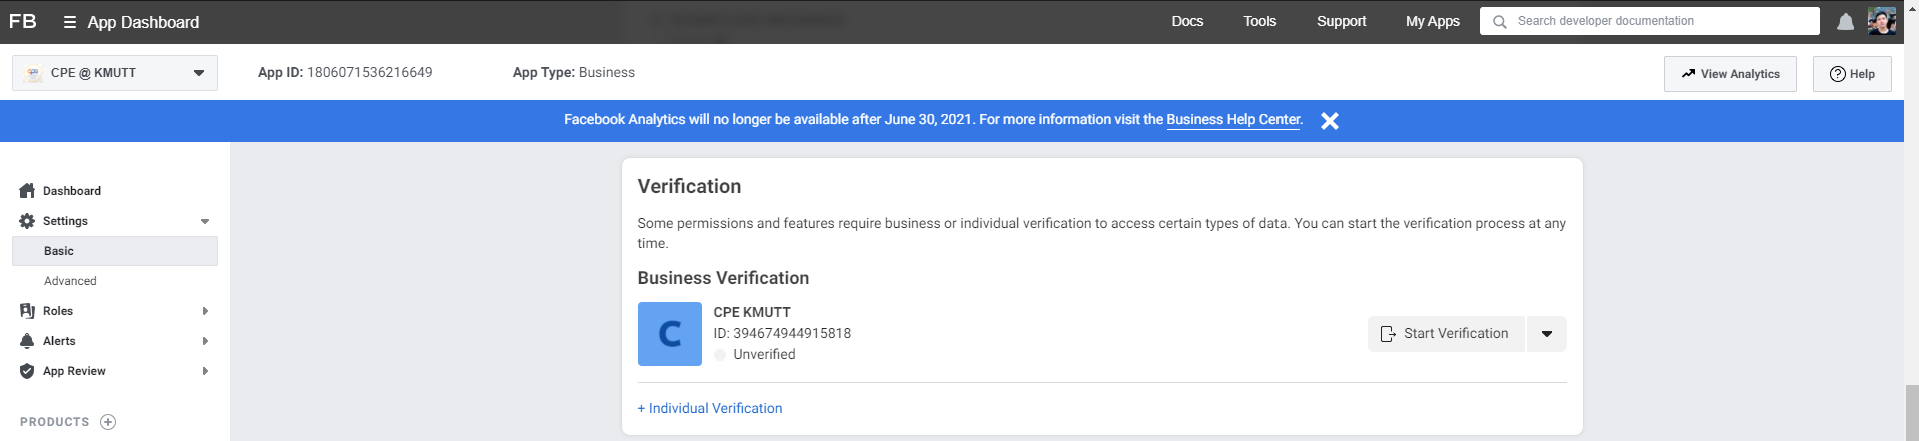 FB App Dashboard Docs Tools Support My Apps Search developer documentation
CPE @ KMUTT App ID: 1806071536216649 App Type: Business View Analytics Help
Facebook Analytics will no longer be available after June 30, 2021. For more information visit the Business Help Center.
Dashboard
Settings
Basic
Advanced
Roles
Alerts
App Review
PRODUCTS
Verification
Some permissions and features require business or individual verification to access certain types of data. You can start the verification process at any
time.
Business Verification
C
CPE KMUTT
ID: 394674944915818
Unverified
Start Verification
+ Individual Verification